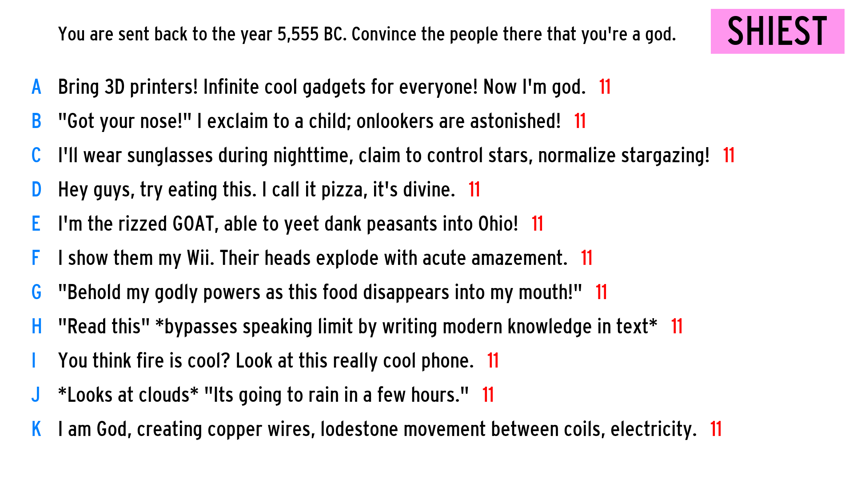 You are sent back to the year 5,555 BC. Convince the people there that you're a god.
SHIEST
A Bring 3D printers! Infinite cool gadgets for everyone! Now I'm god. 11
B "Got your nose!" I exclaim to a child; onlookers are astonished! 11
C I'll wear sunglasses during nighttime, claim to control stars, normalize stargazing! 11
D Hey guys, try eating this. I call it pizza, it's divine. 11
E I'm the rizzed GOAT, able to yeet dank peasants into Ohio! 11
F I show them my Wii. Their heads explode with acute amazement. 11
G "Behold my godly powers as this food disappears into my mouth!" 11
H "Read this" *bypasses speaking limit by writing modern knowledge in text* 11
I You think fire is cool? Look at this really cool phone. 11
J *Looks at clouds* "Its going to rain in a few hours." 11
K I am God, creating copper wires, lodestone movement between coils, electricity. 11